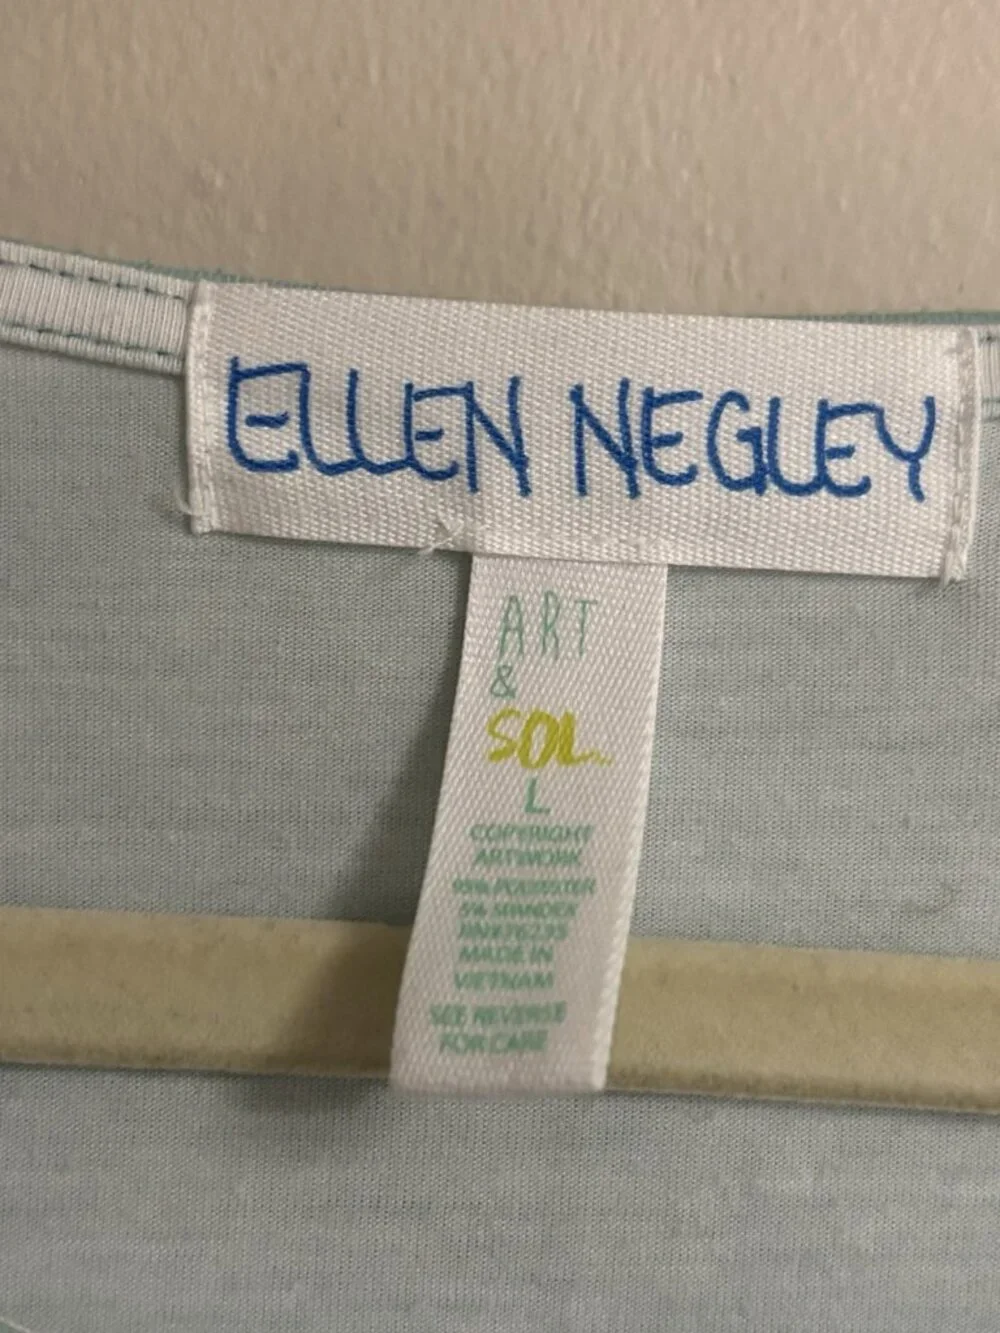 ELLEN NEGLEY
ART
&
SOL
L
COPYRIGHT
ARTWORK
95% POLYESTER
5% SPANDEX
MADE IN
VIETNAM
SEE REVERSE
FOR CARE